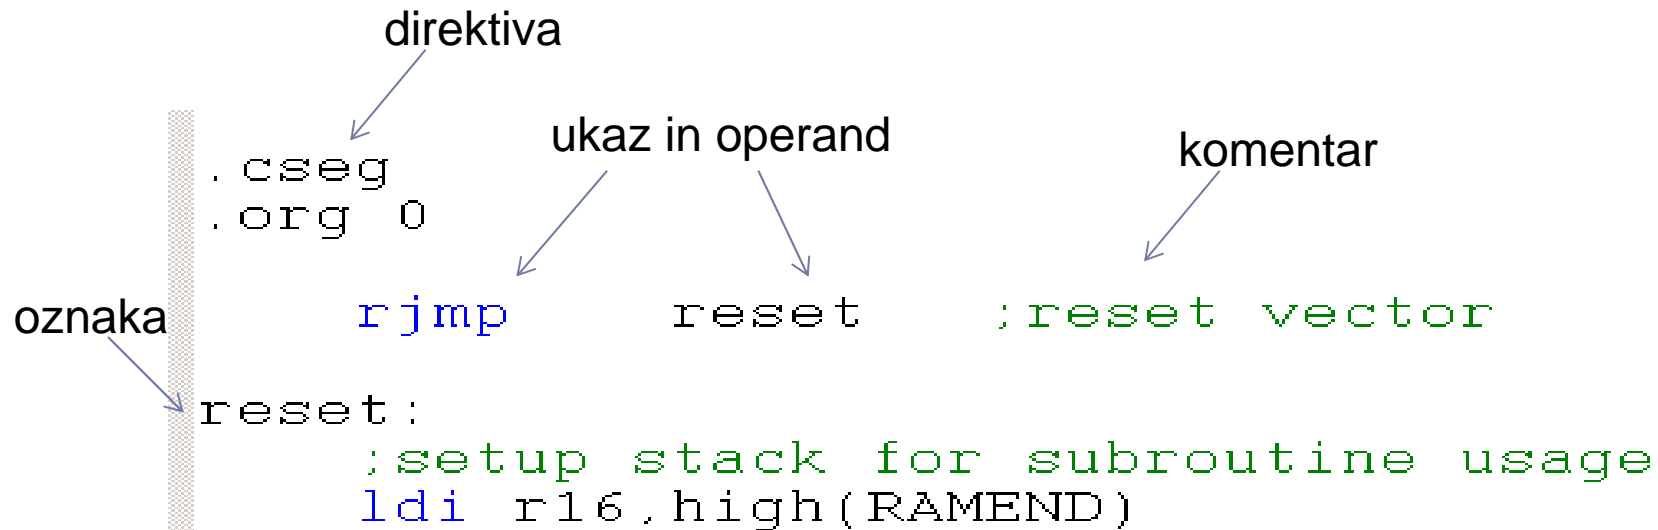 direktiva
ukaz in operand
komentar
.cseg
.org 0
oznaka
rjmp reset ;reset vector
reset:
;setup stack for subroutine usage
ldi r16,high(RAMEND)